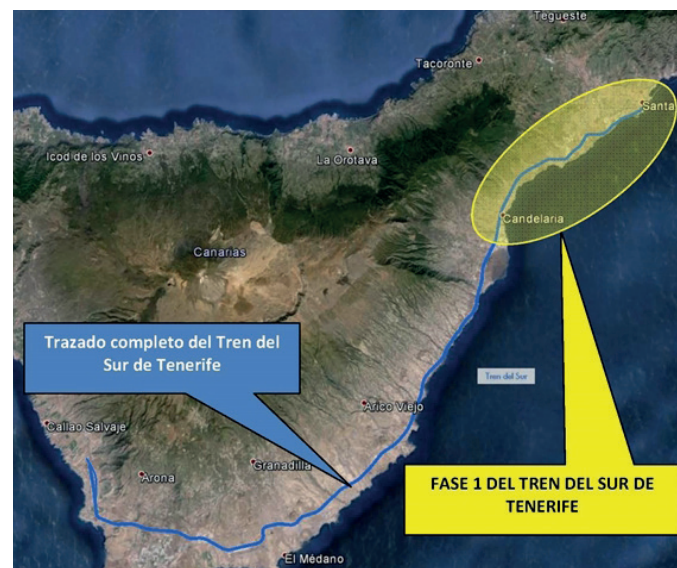 Tegueste
Tacoronte
Santa
Icod de los Vinos
La Orotava
Candelaria
Canarias
Trazado completo del Tren del
Sur de Tenerife
Tren del Sur
Arico Viejo
Callao Salvaje
Granadilla
Arona
FASE 1 DEL TREN DEL SUR DE
TENERIFE
El Médano